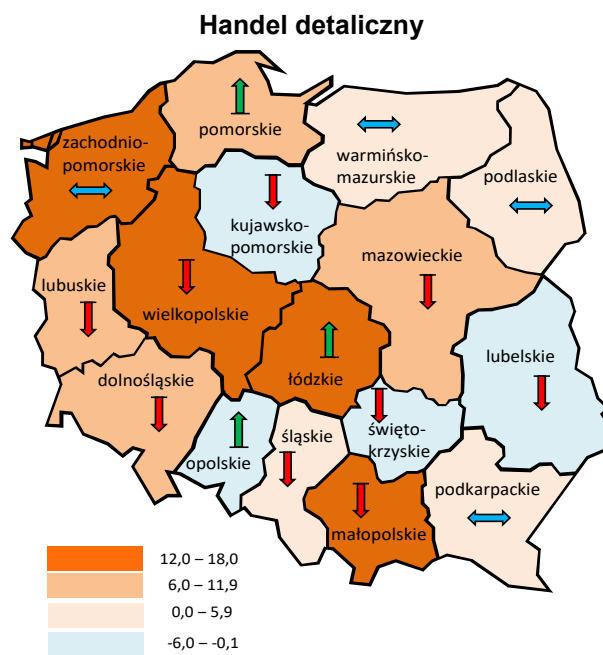 Handel detaliczny
pomorskie
zachodnio-
pomorskie
warmińsko-
mazurskie
podlaskie
kujawsko-
pomorskie
mazowieckie
lubuskie
wielkopolskie
lubelskie
dolnośląskie
łódzkie
święto-
krzyskie
śląskie
opolskie
podkarpackie
małopolskie
12,0 – 18,0
6,0 – 11,9
0,0 – 5,9
-6,0 – -0,1